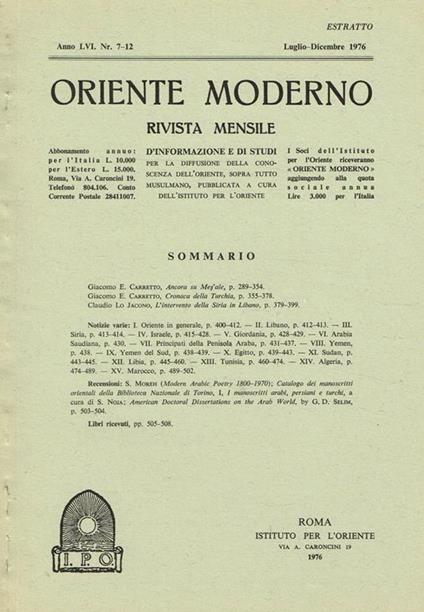 ESTRATTO
Anno LVI. Nr. 7-12
Luglio-Dicembre 1976
ORIENTE MODERNO
RIVISTA MENSILE
Abbonamento annuo:
per l'Italia L. 10.000
per l'Estero L. 15.000.
Roma, Via A. Caroncini 19.
Telefonó 804.106. Conto
Corrente Postale 28411007.
D'INFORMAZIONE E DI STUDI
PER LA DIFFUSIONE DELLA CONO-
SCENZA DELL'ORIENTE, SOPRA TUTTO
MUSULMANO, PUBBLICATA A CURA
DELL'ISTITUTO PER L'ORIENTE
I Soci dell'Istituto
per l'Oriente riceveranno
«ORIENTE MODERNO»
aggiungendo alla quota
sociale annua
Lire 3.000 per l'Italia
SOMMARIO
Giacomo E. CARRETTO, Ancora su Meş'ale, p. 289-354.
Giacomo E. CARRETTO, Cronaca della Turchia, p. 355-378.
Claudio LO JACONO, L'intervento della Siria in Libano, p. 379-399.
Notizie varie: I. Oriente in generale, p. 400-412. — II. Libano, p. 412-413. — III.
Siria, p. 413-414. — IV. Israele, p. 415-428. — V. Giordania, p. 428-429. — VI. Arabia
Saudiana, p. 430. — VII. Principati della Penisola Araba, p. 431-437. — VIII. Yemen,
p. 438. — IX. Yemen del Sud, p. 438-439. — X. Egitto, p. 439-443. — XI. Sudan, p.
443-445. — XII. Libia, p. 445-460. — XIII. Tunisia, p. 460-474. — XIV. Algeria, p.
474-489. — XV. Marocco, p. 489-502.
Recensioni: S. MOREH (Modern Arabic Poetry 1800-1970); Catalogo dei manoscritti
orientali della Biblioteca Nazionale di Torino, I, I manoscritti arabi, persiani e turchi, a
cura di S. NOJA; American Doctoral Dissertations on the Arab World, by G. D. SELIM,
p. 503-504.
Libri ricevuti, pp. 505-508.
I.P.O.
ROMA
ISTITUTO PER L'ORIENTE
VIA A. CARONCINI 19
1976